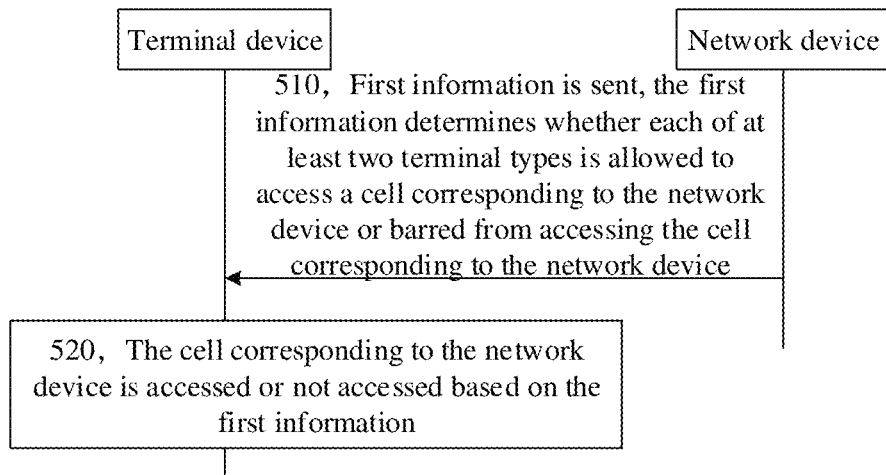 Terminal device
Network device
510, First information is sent, the first
information determines whether each of at
least two terminal types is allowed to
access a cell corresponding to the network
device or barred from accessing the cell
corresponding to the network device
520, The cell corresponding to the network
device is accessed or not accessed based on the
first information